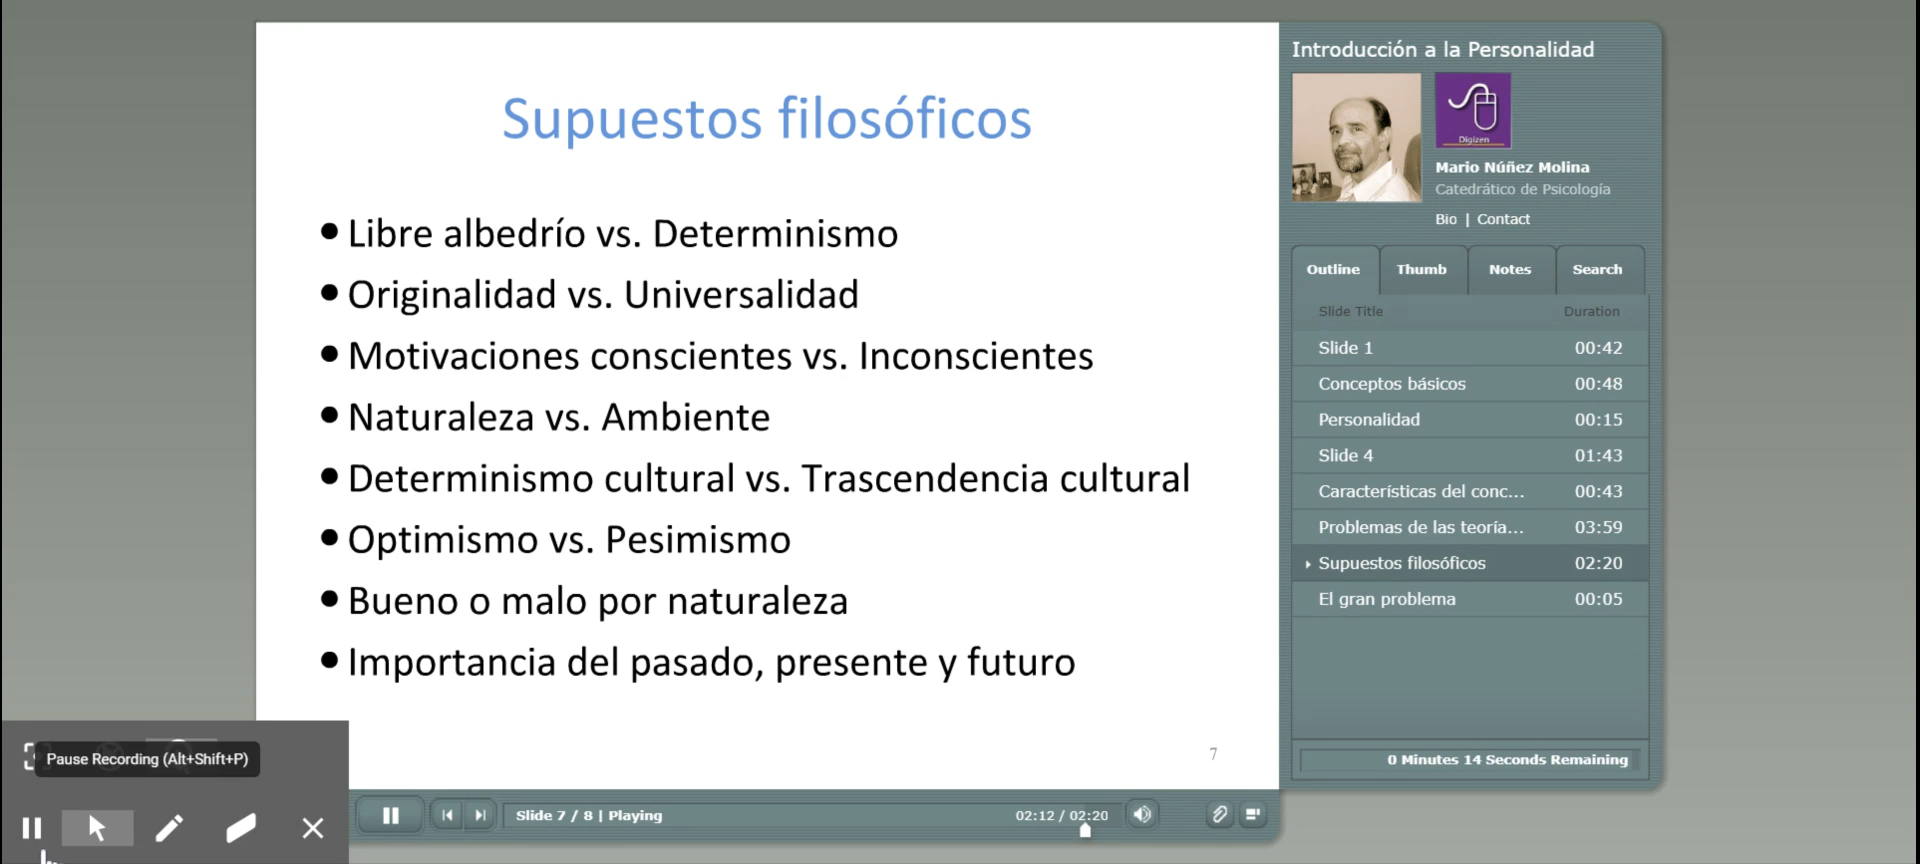 Supuestos filosóficos
Libre albedrío vs. Determinismo
Originalidad vs. Universalidad
Motivaciones conscientes vs. Inconscientes
Naturaleza vs. Ambiente
Determinismo cultural vs. Trascendencia cultural
Optimismo vs. Pesimismo
Bueno o malo por naturaleza
Importancia del pasado, presente y futuro
7
Pause Recording (Alt+Shift+P)
Slide 7 / 8 | Playing
02:12 / 02:20
Introducción a la Personalidad
Digizen
Mario Núñez Molina
Catedrático de Psicología
Bio | Contact
Outline Thumb Notes Search
Slide Title Duration
Slide 1 00:42
Conceptos básicos 00:48
Personalidad 00:15
Slide 4 01:43
Características del conc... 00:43
Problemas de las teoría... 03:59
Supuestos filosóficos 02:20
El gran problema 00:05
0 Minutes 14 Seconds Remaining